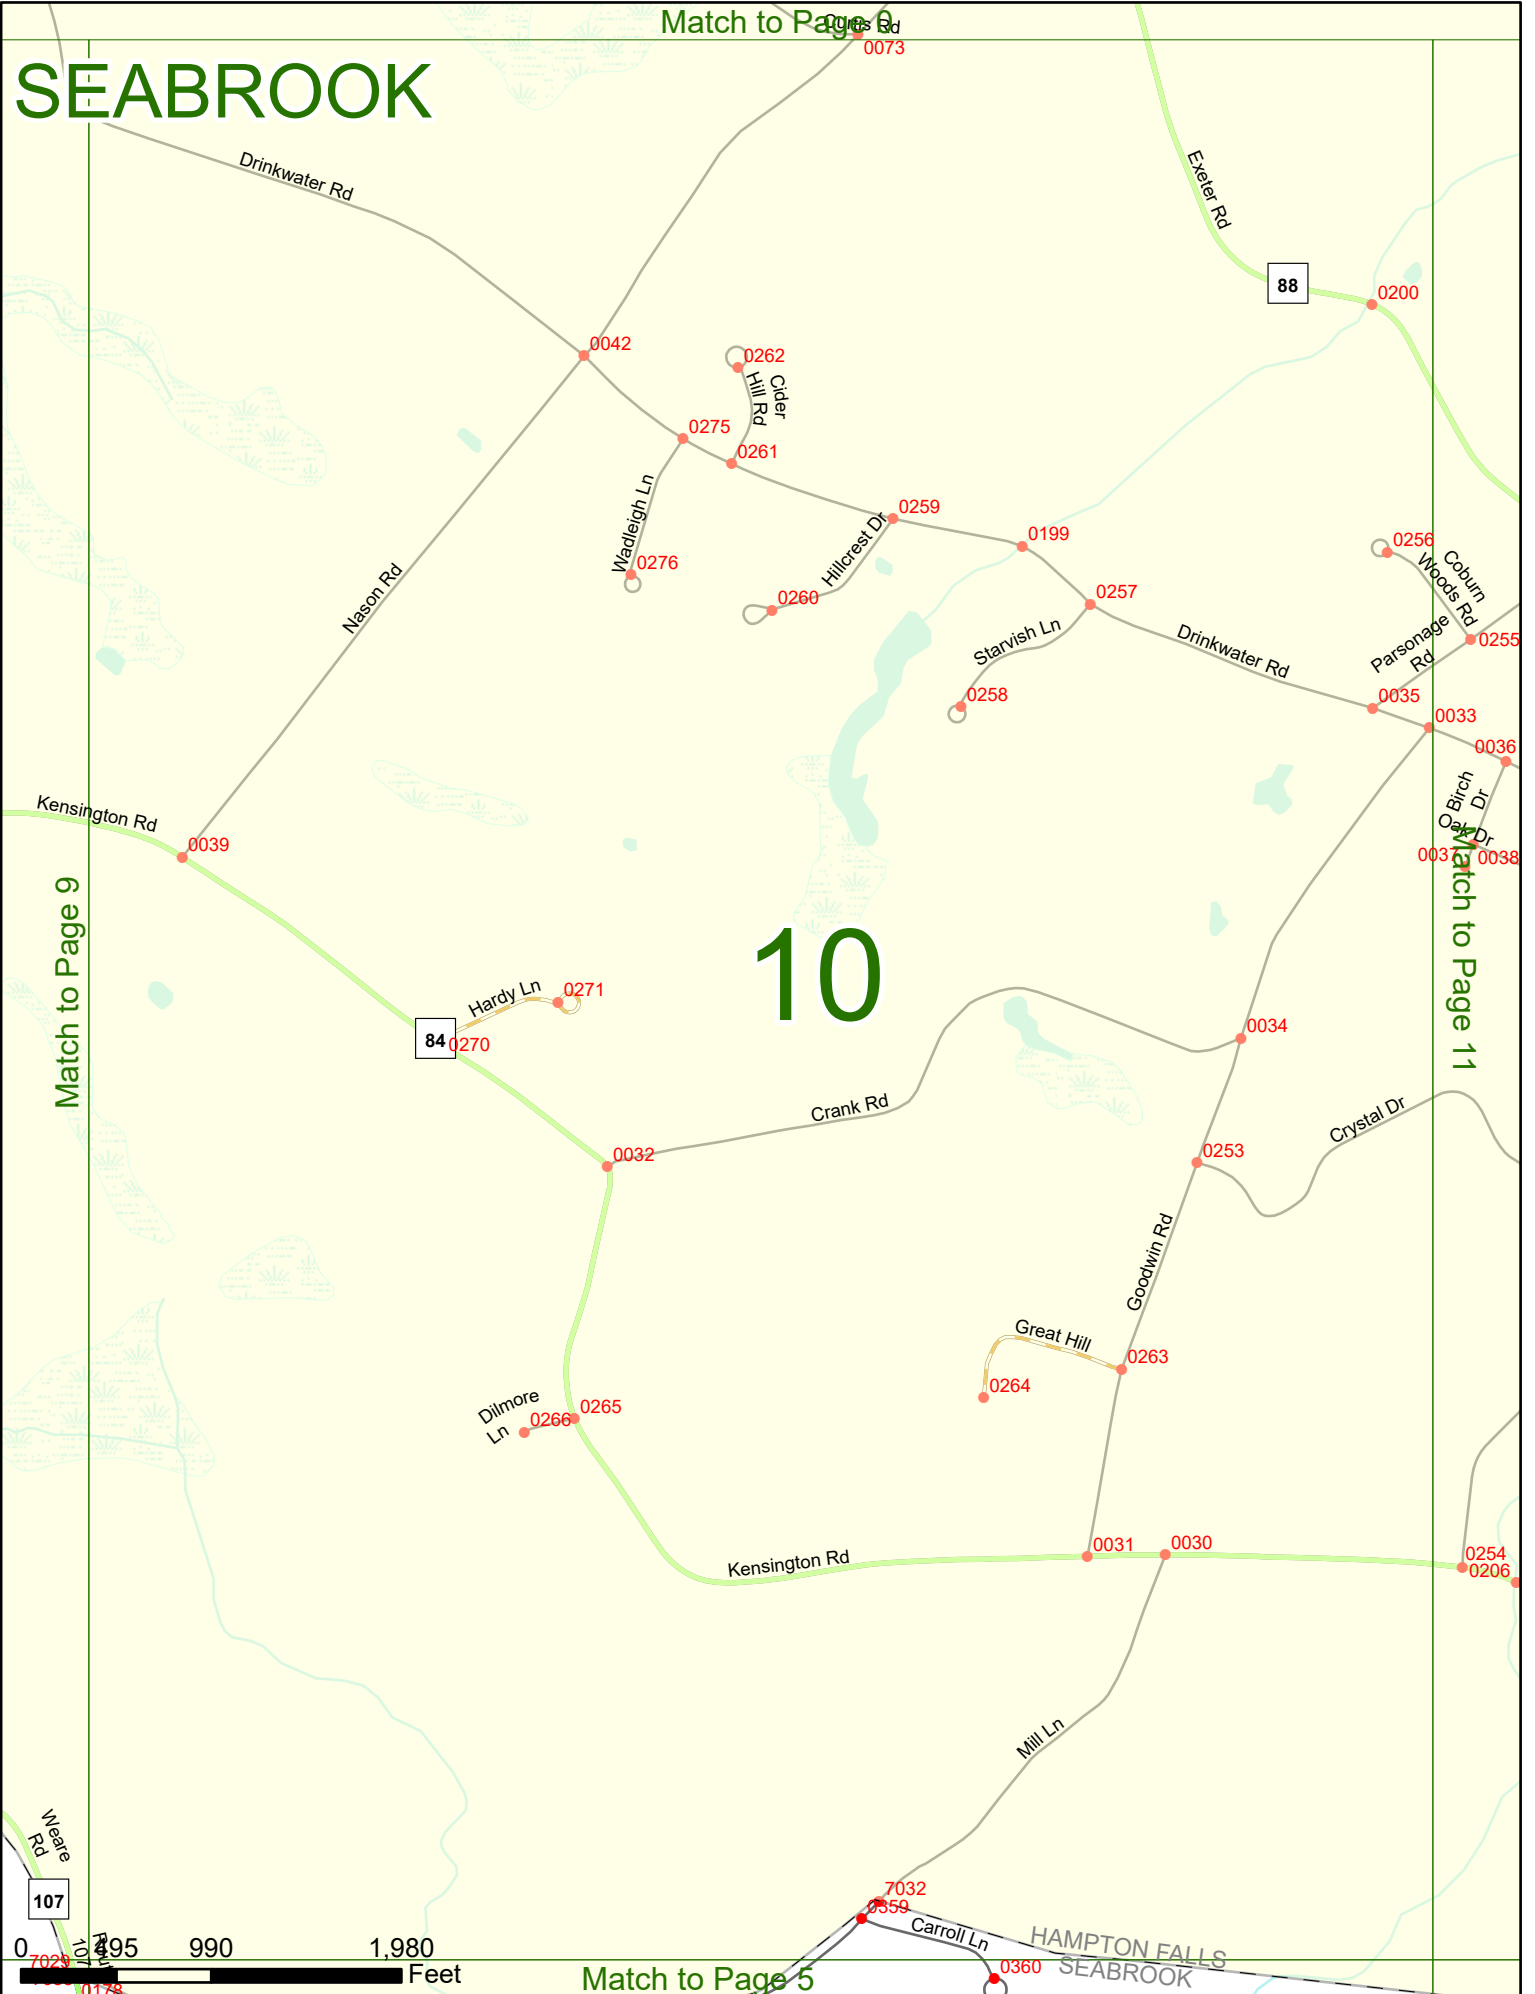 Match to Page 9
Curtis Rd
0073
SEABROOK
Drinkwater Rd
Exeter Rd
88
0200
0042
0262
Cider
Hill Rd
0275
0261
Wadleigh Ln
0259
0199
Hillcrest Dr
0276
0260
0257
0256
Coburn
Woods Rd
Nason Rd
Starvish Ln
Drinkwater Rd
Parsonage
Rd
0255
0258
0035
0033
0036
Birch
Dr
Oak Dr
0037
0038
Kensington Rd
0039
Match to Page 9
10
Match to Page 11
Hardy Ln
0271
84
0270
0034
Crank Rd
Crystal Dr
0032
0253
Goodwin Rd
Great Hill
0263
0264
Dilmore
Ln
0266
0265
Kensington Rd
0031
0030
0254
0206
Mill Ln
Weare
Rd
107
7032
0359
Carroll Ln
HAMPTON FALLS
SEABROOK
0360
0
495
990
1,980
Feet
7029
107
0178
Match to Page 5